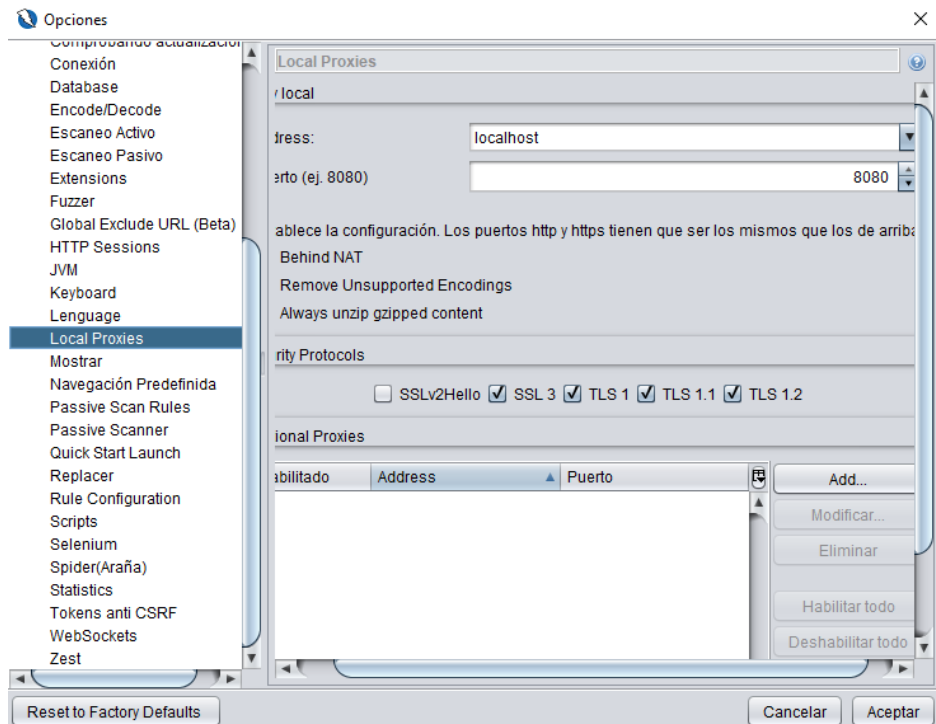 Opciones
Comprobando actualizacion
Conexión
Database
Encode/Decode
Escaneo Activo
Escaneo Pasivo
Extensions
Fuzzer
Global Exclude URL (Beta)
HTTP Sessions
JVM
Keyboard
Lenguage
Local Proxies
Mostrar
Navegación Predefinida
Passive Scan Rules
Passive Scanner
Quick Start Launch
Replacer
Rule Configuration
Scripts
Selenium
Spider(Araña)
Statistics
Tokens anti CSRF
WebSockets
Zest
Local Proxies
y local
dress:
localhost
erto (ej. 8080)
8080
ablece la configuración. Los puertos http y https tienen que ser los mismos que los de arriba
Behind NAT
Remove Unsupported Encodings
Always unzip gzipped content
rity Protocols
SSLv2Hello SSL 3 TLS 1 TLS 1.1 TLS 1.2
ional Proxies
abilitado Address Puerto
Add...
Modificar...
Eliminar
Habilitar todo
Deshabilitar todo
Reset to Factory Defaults
Cancelar
Aceptar